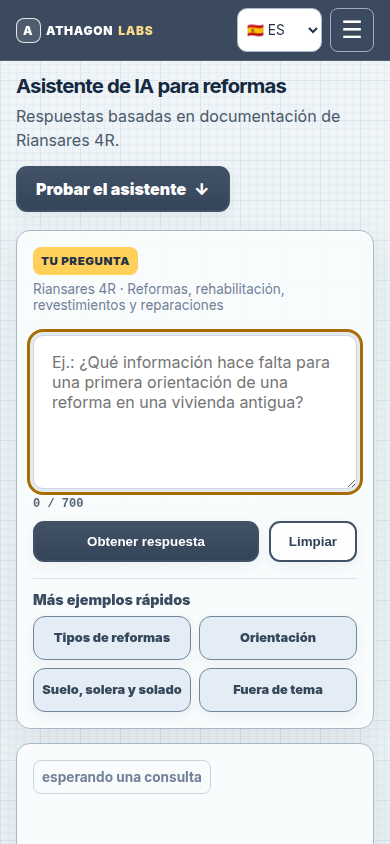 A ATHAGON LABS
🇪🇸 ES
Asistente de IA para reformas
Respuestas basadas en documentación de
Riansares 4R.
Probar el asistente ↓
TU PREGUNTA
Riansares 4R · Reformas, rehabilitación,
revestimientos y reparaciones
Ej.: ¿Qué información hace falta para
una primera orientación de una
reforma en una vivienda antigua?
0 / 700
Obtener respuesta
Limpiar
Más ejemplos rápidos
Tipos de reformas
Orientación
Suelo, solera y solado
Fuera de tema
esperando una consulta